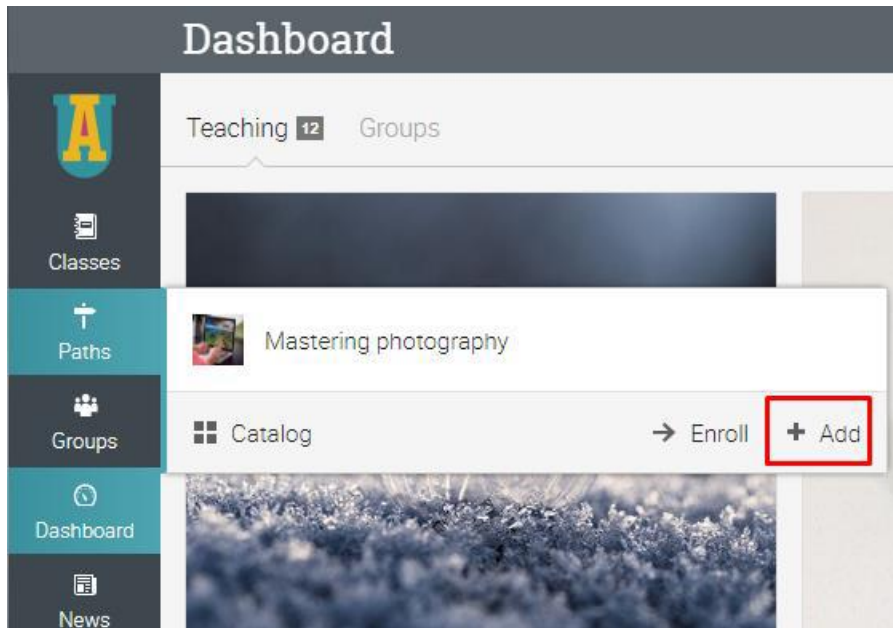 Dashboard
A
Teaching 12 Groups
Classes
Paths
Mastering photography
Groups
Catalog Enroll + Add
Dashboard
News